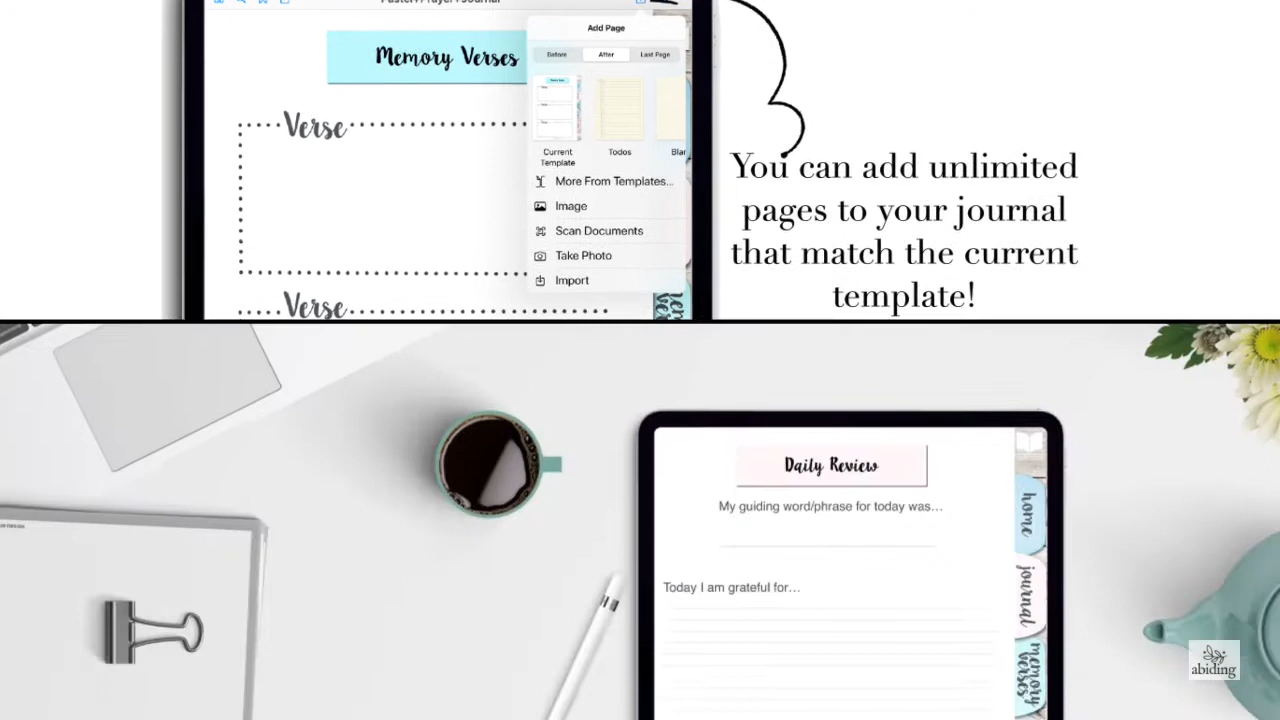 Memory Verses
Verse
Verse
Add Page
Before After Last Page
Current Template
Todos
Blan
More From Templates...
Image
Scan Documents
Take Photo
Import
You can add unlimited
pages to your journal
that match the current
template!
Daily Review
My guiding word/phrase for today was...
Today I am grateful for...
home
journal
memory verses
abiding